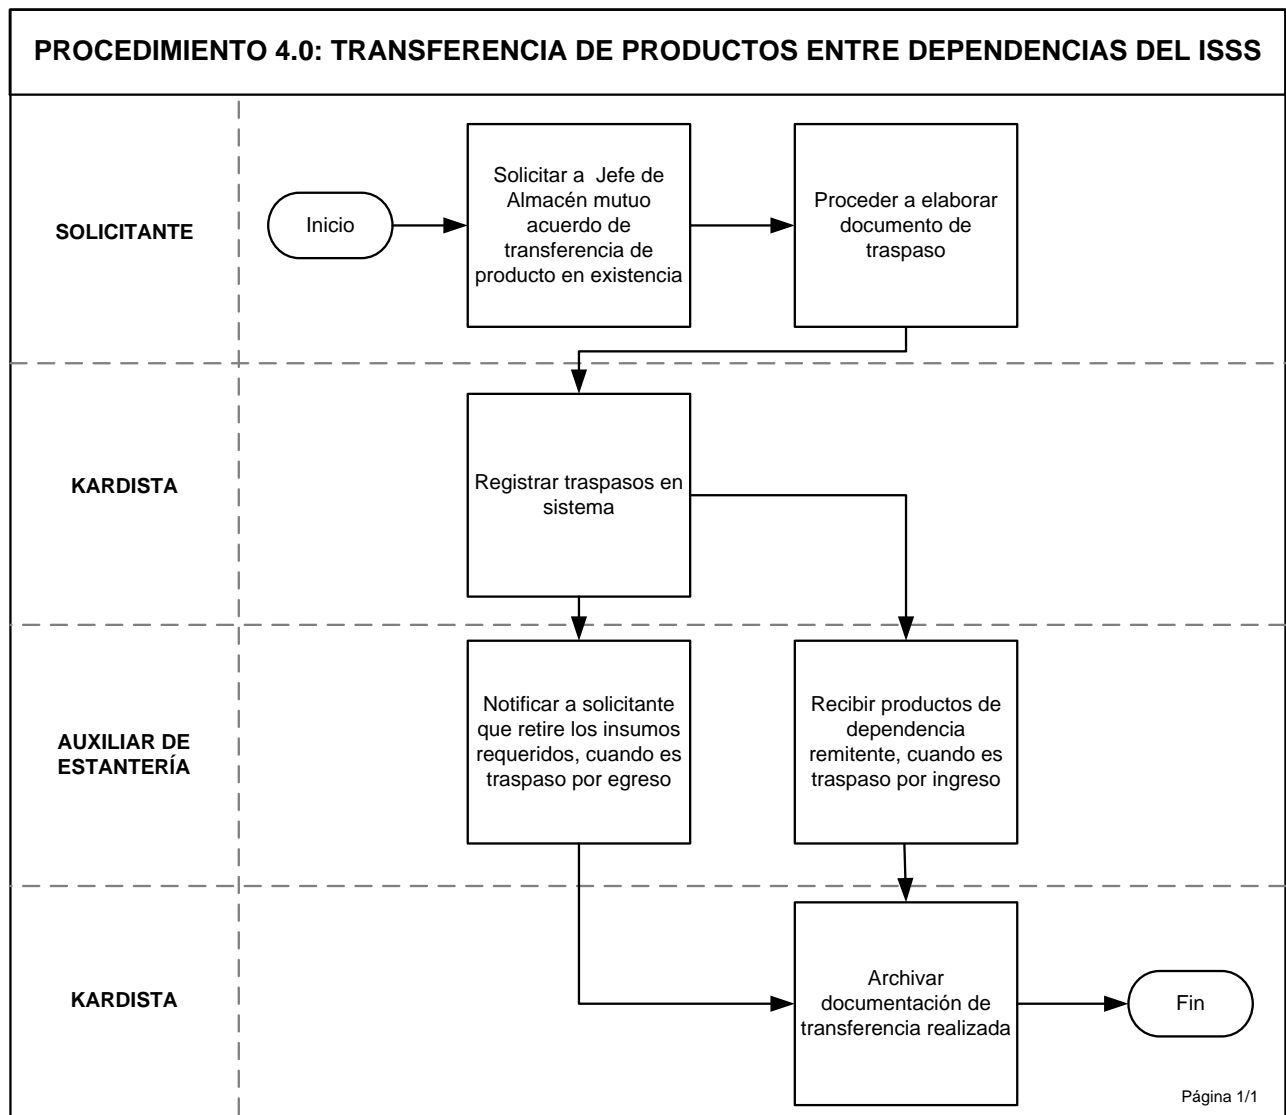 PROCEDIMIENTO 4.0: TRANSFERENCIA DE PRODUCTOS ENTRE DEPENDENCIAS DEL ISSS
SOLICITANTE
Inicio
Solicitar a Jefe de
Almacén mutuo
acuerdo de
transferencia de
producto en existencia
Proceder a elaborar
documento de
traspaso
KARDISTA
Registrar traspasos en
sistema
AUXILIAR DE
ESTANTERÍA
Notificar a solicitante
que retire los insumos
requeridos, cuando es
traspaso por egreso
Recibir productos de
dependencia
remitente, cuando es
traspaso por ingreso
KARDISTA
Archivar
documentación de
transferencia realizada
Fin
Página 1/1